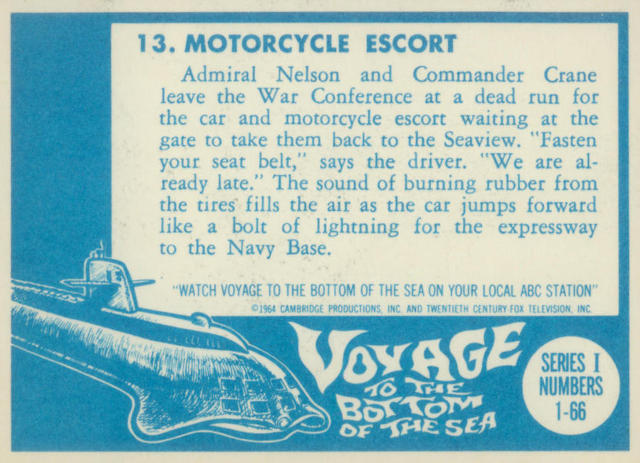 13. MOTORCYCLE ESCORT
Admiral Nelson and Commander Crane
leave the War Conference at a dead run for
the car and motorcycle escort waiting at the
gate to take them back to the Seaview. "Fasten
your seat belt," says the driver. "We are al-
ready late." The sound of burning rubber from
the tires fills the air as the car jumps forward
like a bolt of lightning for the expressway
to the Navy Base.
"WATCH VOYAGE TO THE BOTTOM OF THE SEA ON YOUR LOCAL ABC STATION"
©1964 CAMBRIDGE PRODUCTIONS, INC. AND TWENTIETH CENTURY-FOX TELEVISION, INC.
VOYAGE
TO THE
BOTTOM
OF THE SEA
SERIES I
NUMBERS
1-66